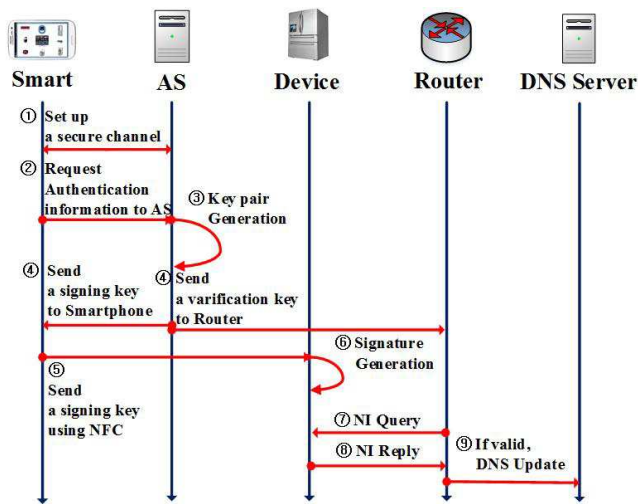 Smart
AS
Device
Router
DNS Server
① Set up
a secure channel
② Request
Authentication
information to AS
③ Key pair
Generation
④ Send
a signing key
to Smartphone
④ Send
a varification key
to Router
⑥ Signature
Generation
⑤
Send
a signing key
using NFC
⑦ NI Query
⑧ NI Reply
⑨ If valid,
DNS Update